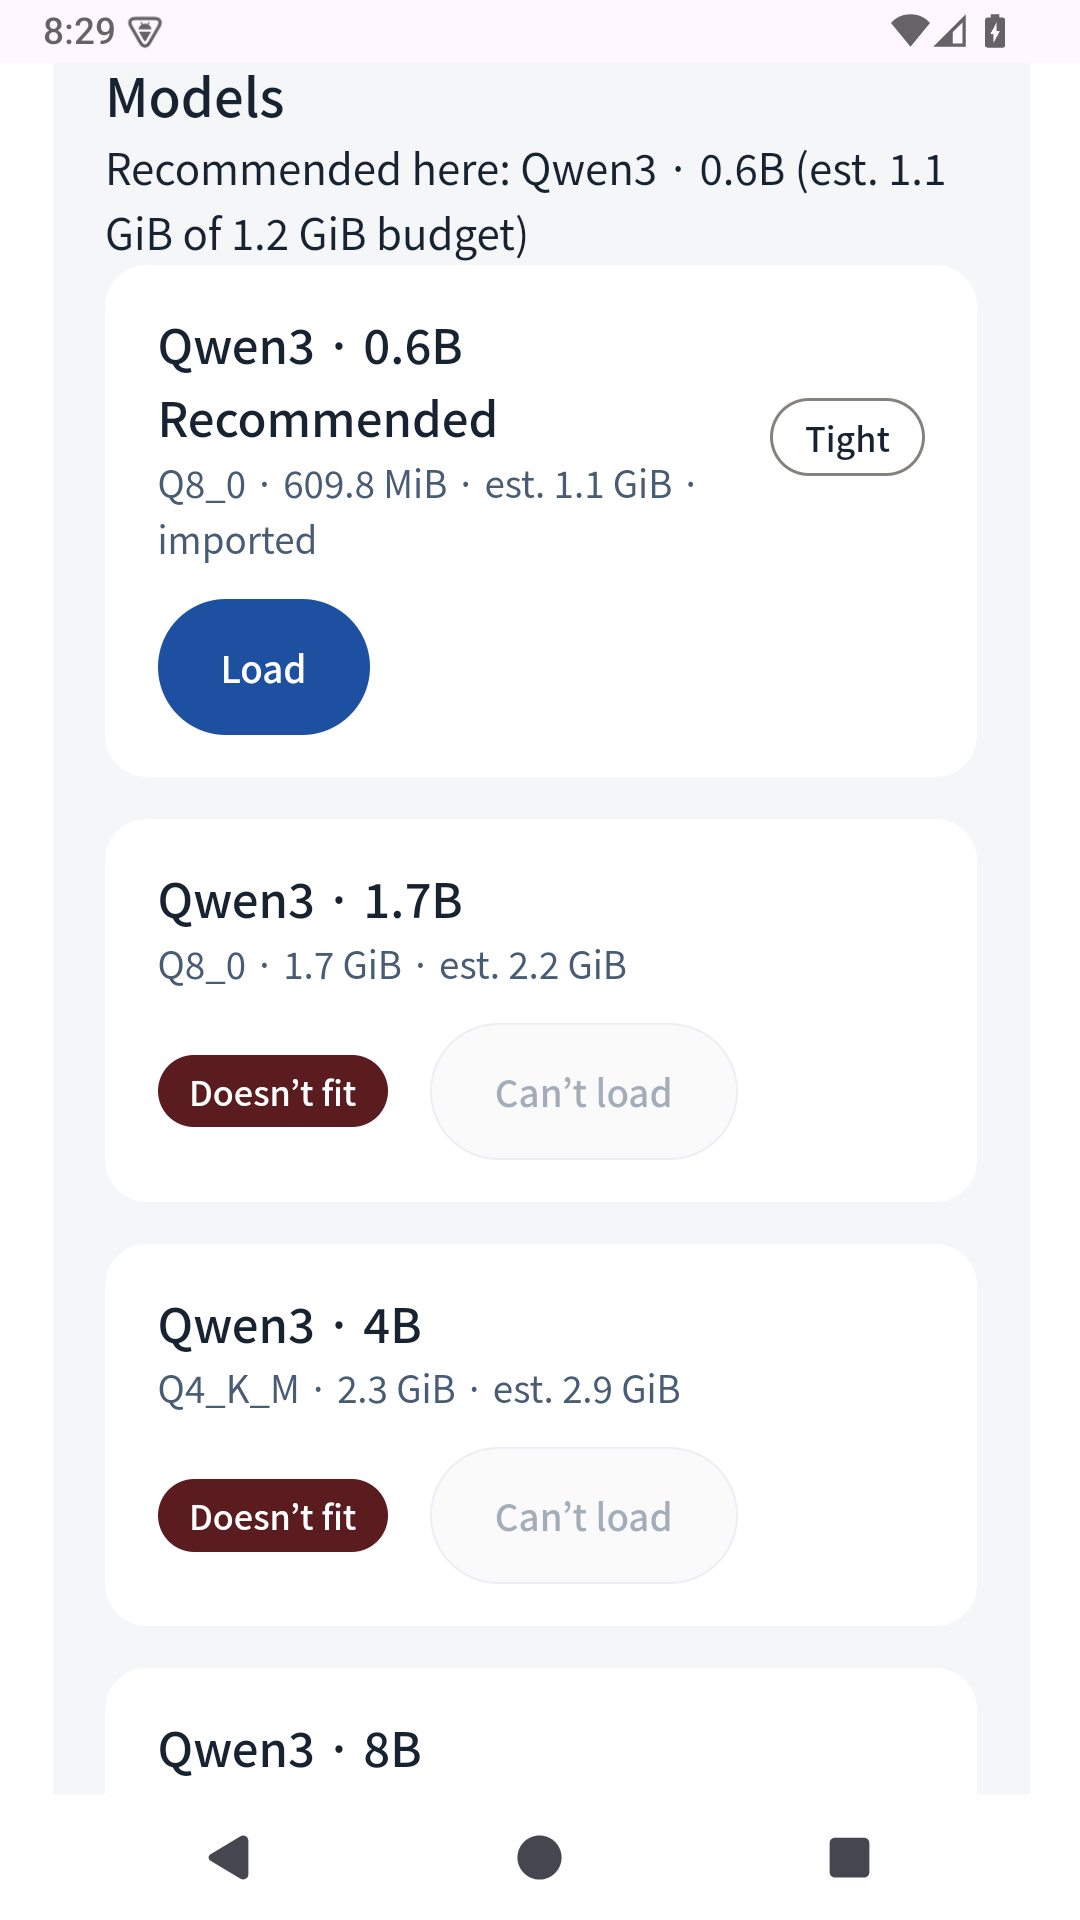 8:29
Models
Recommended here: Qwen3 · 0.6B (est. 1.1
GiB of 1.2 GiB budget)
Qwen3 · 0.6B
Recommended
Tight
Q8_0 · 609.8 MiB · est. 1.1 GiB ·
imported
Load
Qwen3 · 1.7B
Q8_0 · 1.7 GiB · est. 2.2 GiB
Doesn’t fit
Can’t load
Qwen3 · 4B
Q4_K_M · 2.3 GiB · est. 2.9 GiB
Doesn’t fit
Can’t load
Qwen3 · 8B